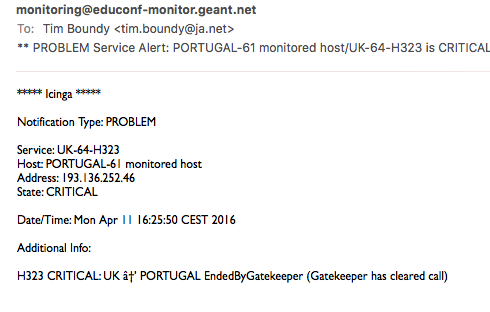 monitoring@educonf-monitor.geant.net
To: Tim Boundy <tim.boundy@ja.net>
** PROBLEM Service Alert: PORTUGAL-61 monitored host/UK-64-H323 is CRITICAL
***** Icinga *****
Notification Type: PROBLEM
Service: UK-64-H323
Host: PORTUGAL-61 monitored host
Address: 193.136.252.46
State: CRITICAL
Date/Time: Mon Apr 11 16:25:50 CEST 2016
Additional Info:
H323 CRITICAL: UK â†’ PORTUGAL EndedByGatekeeper (Gatekeeper has cleared call)